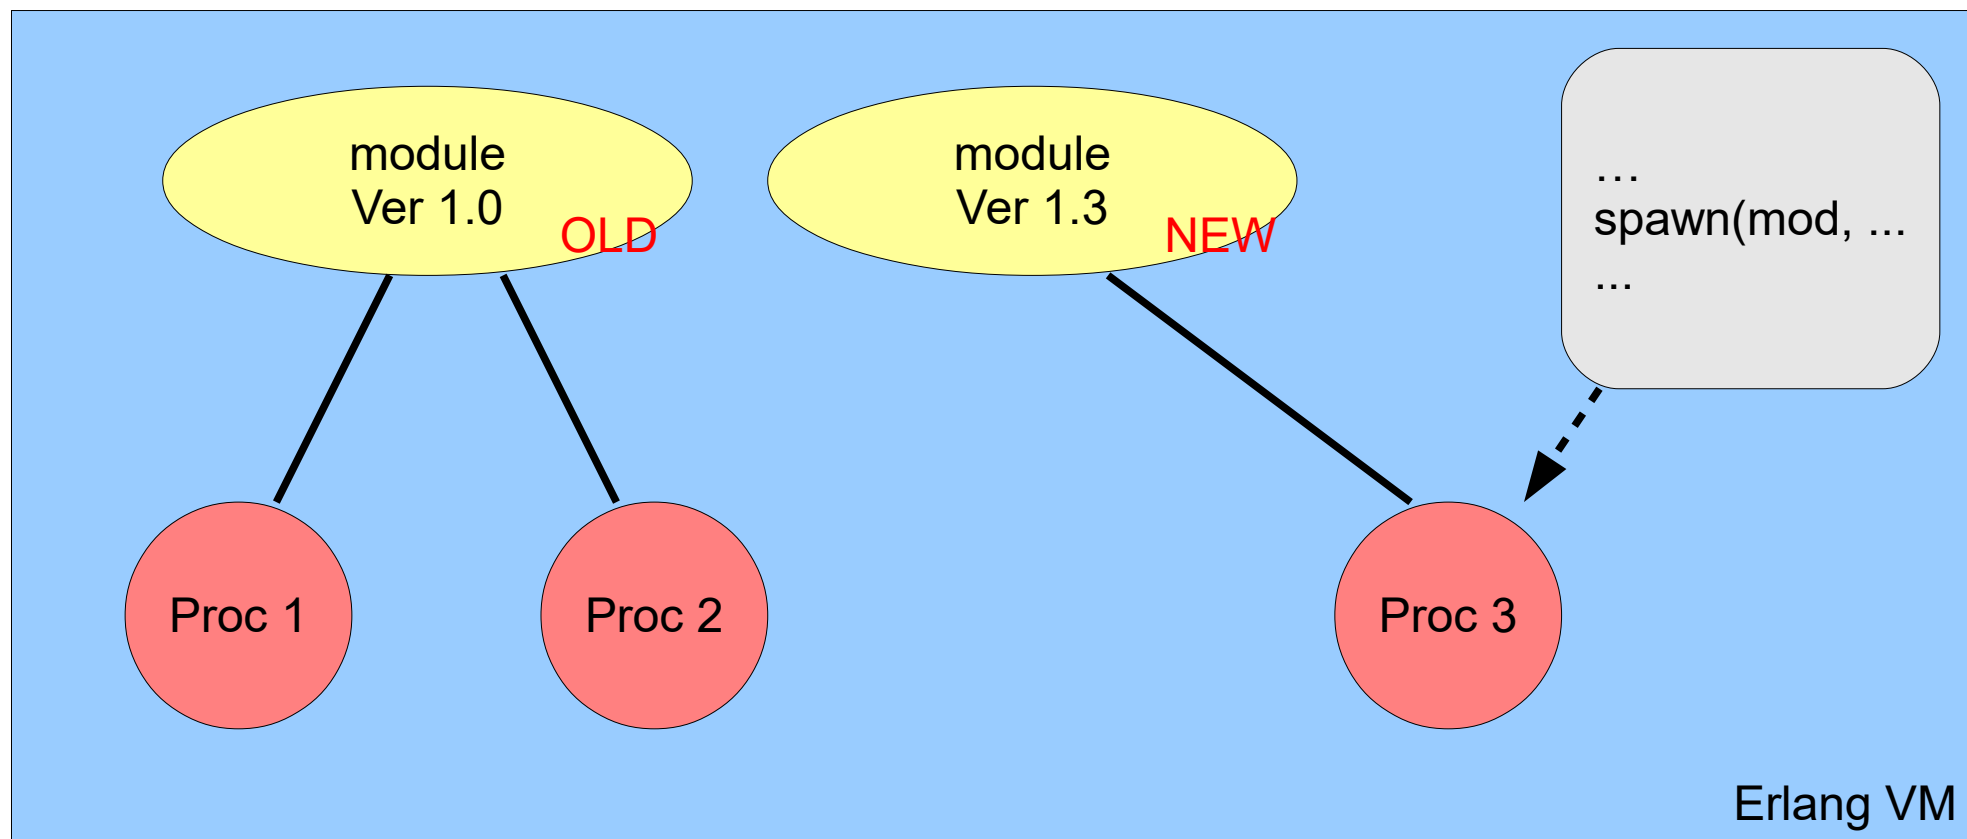 module
Ver 1.0
OLD
module
Ver 1.3
NEW
…
spawn(mod, ...
...
Proc 1
Proc 2
Proc 3
Erlang VM